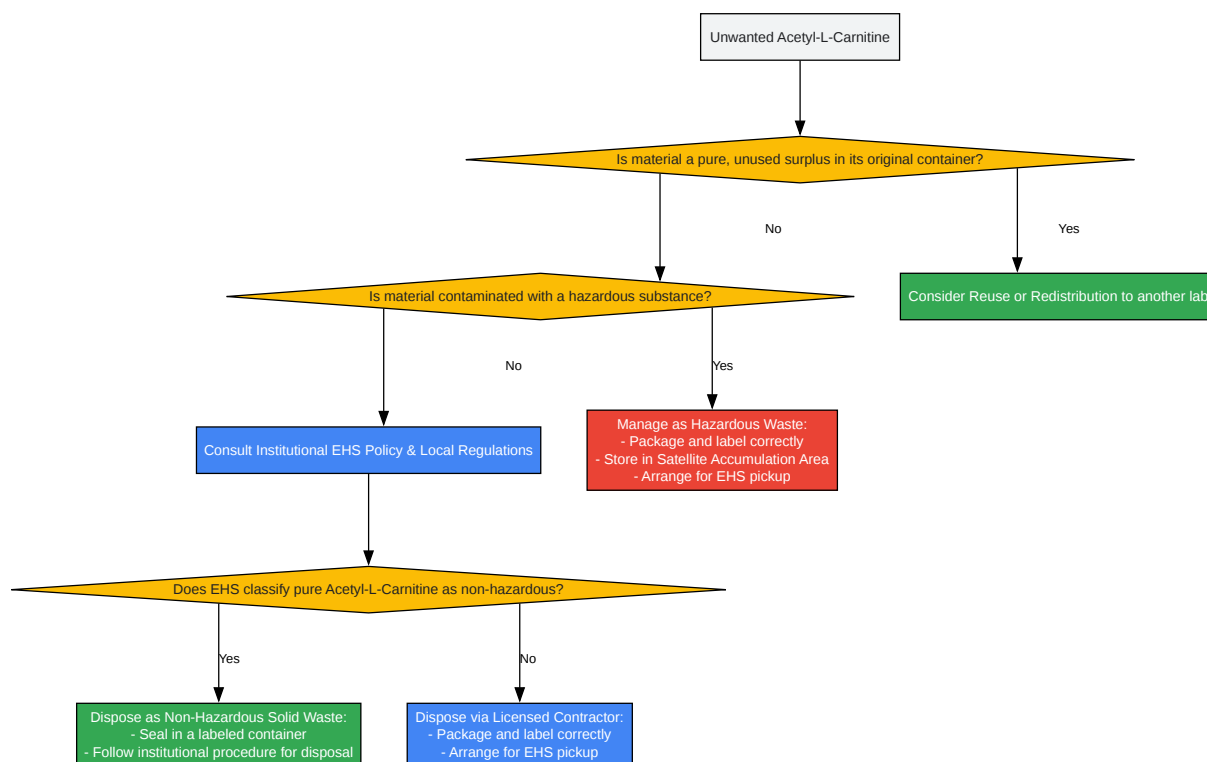 Unwanted Acetyl-L-Carnitine
Is material a pure, unused surplus in its original container?
No
Yes
Is material contaminated with a hazardous substance?
Consider Reuse or Redistribution to another lab
No
Yes
Consult Institutional EHS Policy & Local Regulations
Manage as Hazardous Waste:
- Package and label correctly
- Store in Satellite Accumulation Area
- Arrange for EHS pickup
Does EHS classify pure Acetyl-L-Carnitine as non-hazardous?
Yes
No
Dispose as Non-Hazardous Solid Waste:
- Seal in a labeled container
- Follow institutional procedure for disposal
Dispose via Licensed Contractor:
- Package and label correctly
- Arrange for EHS pickup